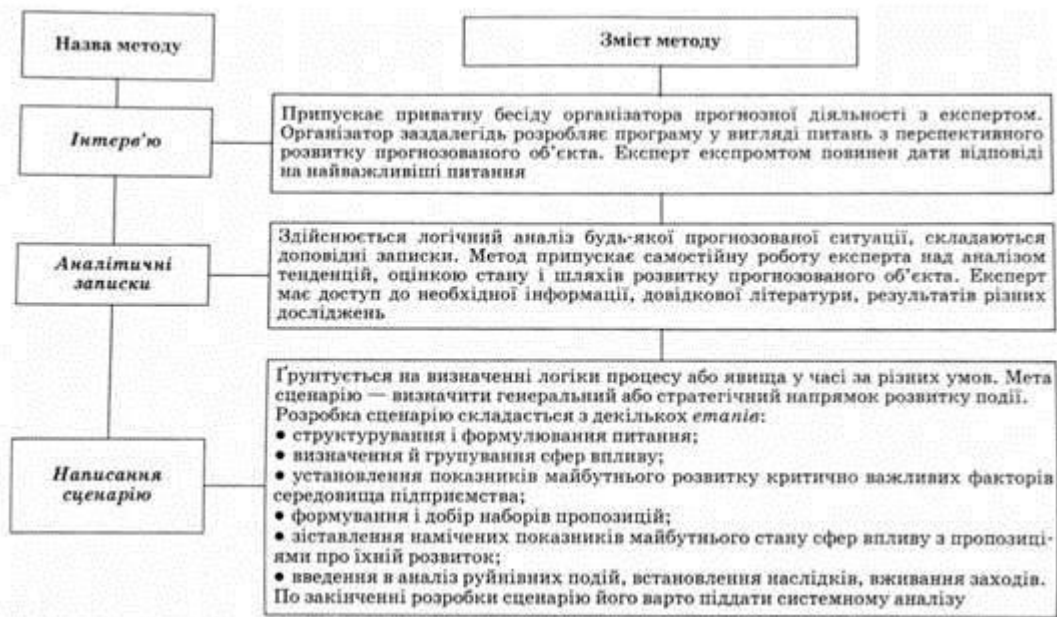 Назва методу
Зміст методу
Інтерв'ю
Припускає приватну бесіду організатора прогнозної діяльності з експертом.
Організатор заздалегідь розробляє програму у вигляді питань з перспективного
розвитку прогнозованого об'єкта. Експерт експромтом повинен дати відповіді
на найважливіші питання
Аналітичні
записки
Здійснюється логічний аналіз будь-якої прогнозованої ситуації, складаються
доповідні записки. Метод припускає самостійну роботу експерта над аналізом
тенденцій, оцінкою стану і шляхів розвитку прогнозованого об'єкта. Експерт
має доступ до необхідної інформації, довідкової літератури, результатів різних
досліджень
Написання
сценарію
Ґрунтується на визначенні логіки процесу або явища у часі за різних умов. Мета
сценарію — визначити генеральний або стратегічний напрямок розвитку події.
Розробка сценарію складається з декількох етапів:
● структурування і формулювання питання;
● визначення й групування сфер впливу;
● установлення показників майбутнього розвитку критично важливих факторів
середовища підприємства;
● формування і добір наборів пропозицій;
● зіставлення намічених показників майбутнього стану сфер впливу з пропозиці-
ями про їхній розвиток;
● введення в аналіз руйнівних подій, встановлення наслідків, вживання заходів.
По закінченні розробки сценарію його варто піддати системному аналізу